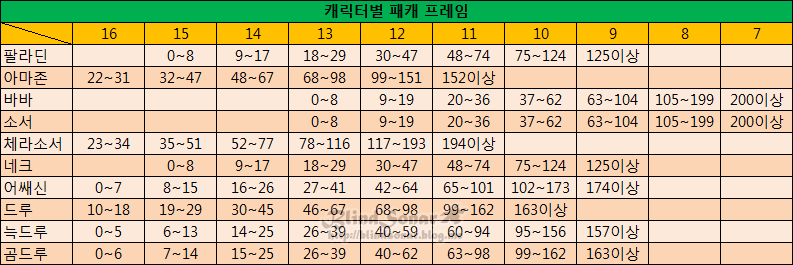 캐릭터별 패캐 프레임
16 15 14 13 12 11 10 9 8 7
팔라딘 0~8 9~17 18~29 30~47 48~74 75~124 125이상
아마존 22~31 32~47 48~67 68~98 99~151 152이상
바바 0~8 9~19 20~36 37~62 63~104 105~199 200이상
소서 0~8 9~19 20~36 37~62 63~104 105~199 200이상
체라소서 23~34 35~51 52~77 78~116 117~193 194이상
네크 0~8 9~17 18~29 30~47 48~74 75~124 125이상
어쌔신 0~7 8~15 16~26 27~41 42~64 65~101 102~173 174이상
드루 10~18 19~29 30~45 46~67 68~98 99~162 163이상
늑드루 0~5 6~13 14~25 26~39 40~59 60~94 95~156 157이상
곰드루 0~6 7~14 15~25 26~39 40~62 63~98 99~162 163이상
BlindSonar